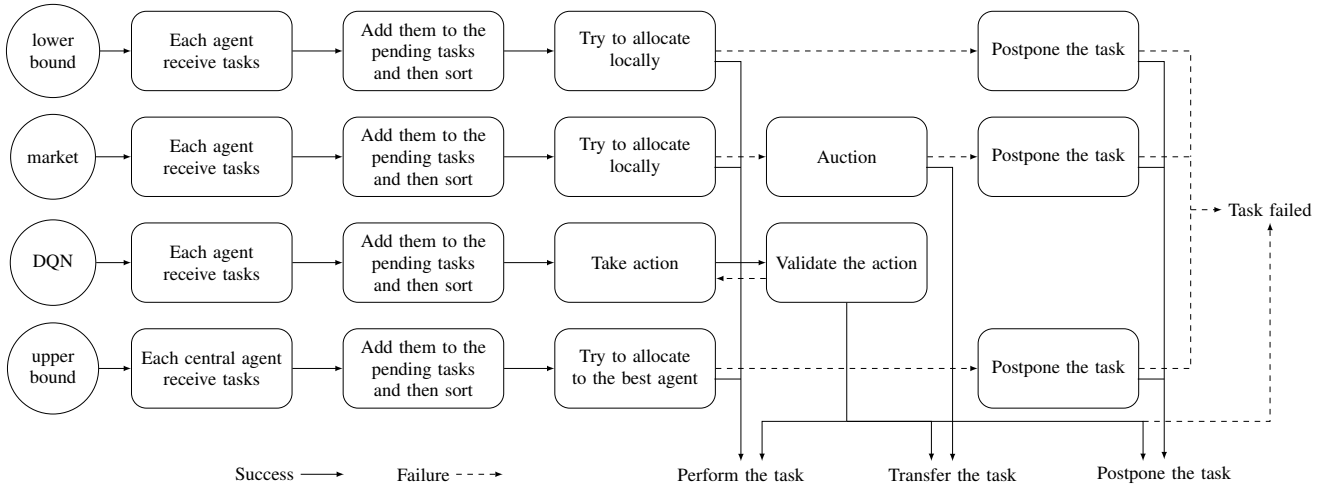 lower
bound
Each agent
receive tasks
Add them to the
pending tasks
and then sort
Try to allocate
locally
Postpone the task
market
Each agent
receive tasks
Add them to the
pending tasks
and then sort
Try to allocate
locally
Auction
Postpone the task
Task failed
DQN
Each agent
receive tasks
Add them to the
pending tasks
and then sort
Take action
Validate the action
upper
bound
Each central agent
receive tasks
Add them to the
pending tasks
and then sort
Try to allocate
to the best agent
Postpone the task
Success
Failure
Perform the task
Transfer the task
Postpone the task